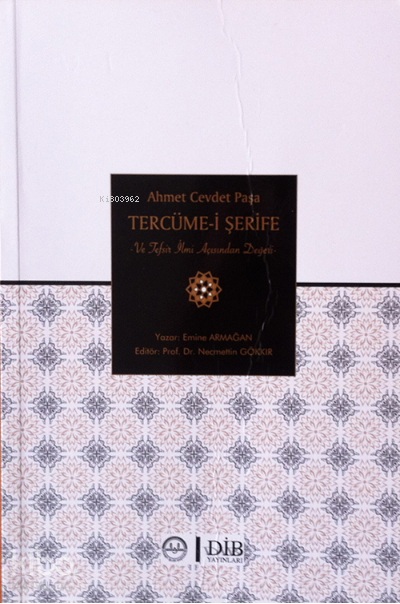 Ahmet Cevdet Paşa
KT803962
TERCÜME-İ ŞERİFE
-Ve Tefsir İlmi Açısından Değeri-
Yazar: Emine ARMAĞAN
Editör: Prof. Dr. Necmettin GÖKKIR
DİB
YAYINLARI